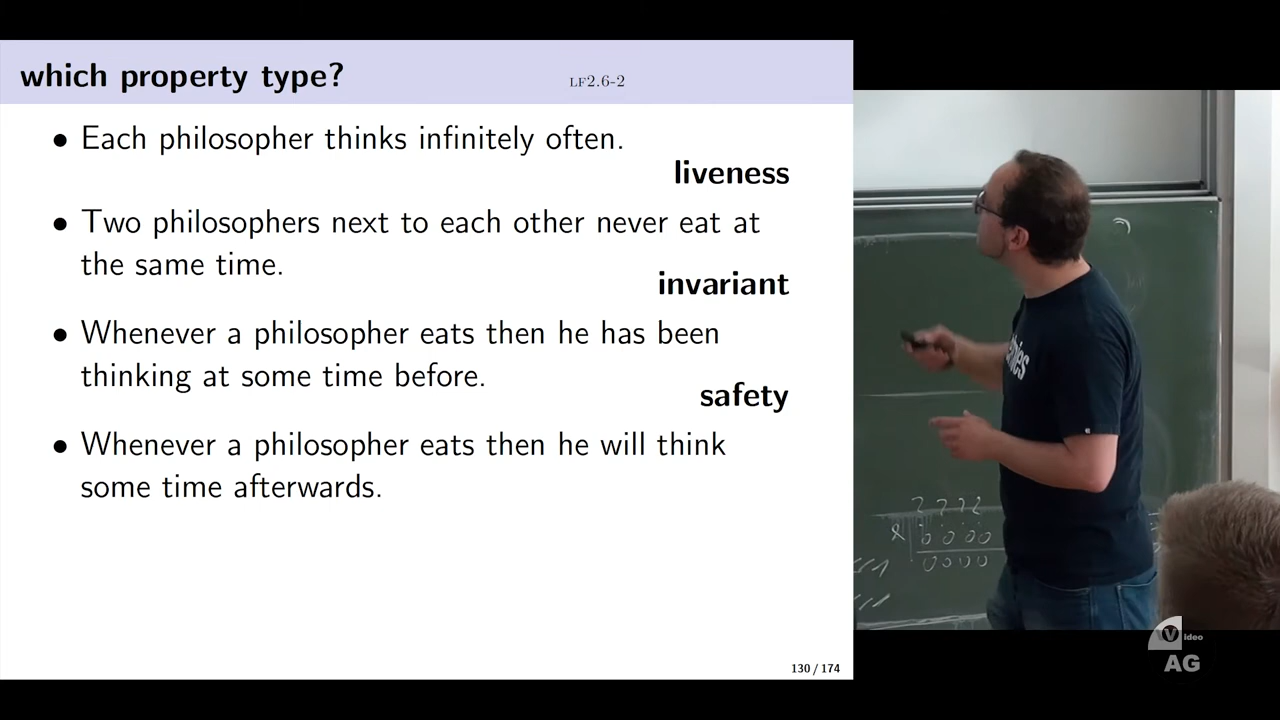 which property type?
LF2.6-2
• Each philosopher thinks infinitely often.
liveness
• Two philosophers next to each other never eat at
the same time.
invariant
• Whenever a philosopher eats then he has been
thinking at some time before.
safety
• Whenever a philosopher eats then he will think
some time afterwards.
130 / 174
Video
AG